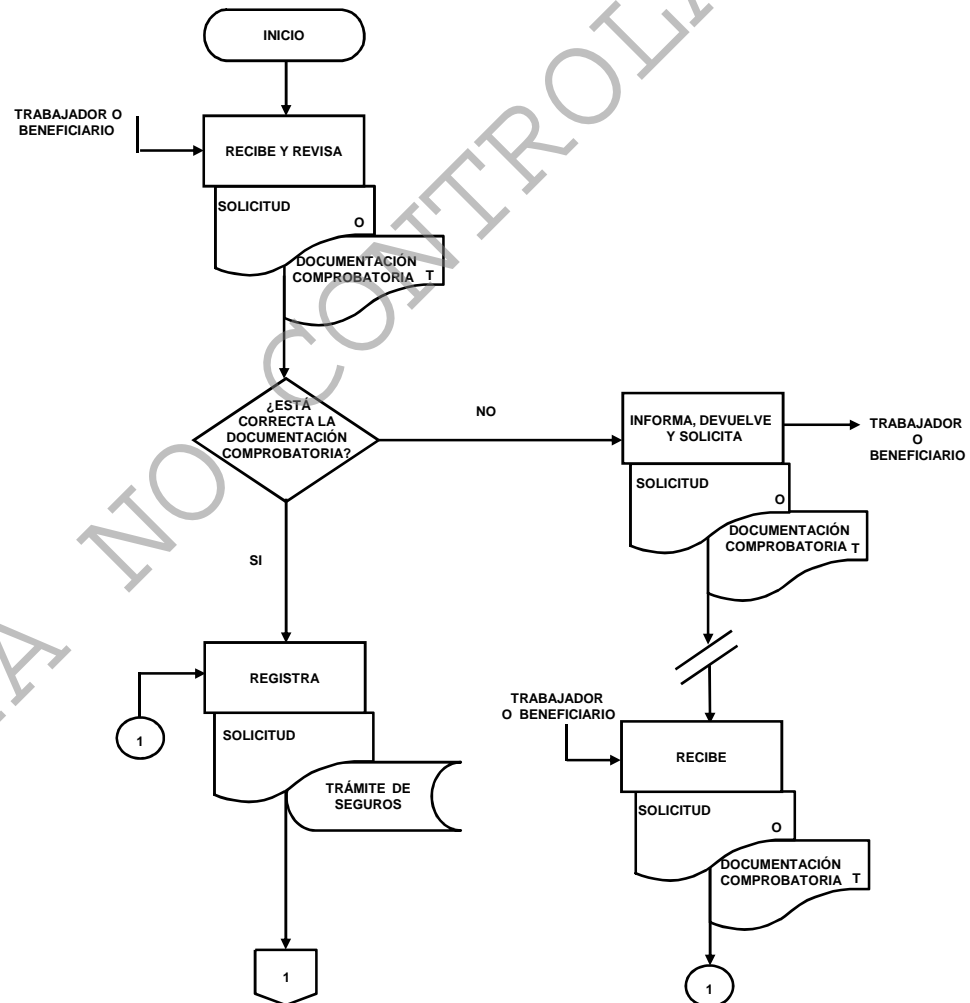 INICIO
TRABAJADOR O
BENEFICIARIO
RECIBE Y REVISA
SOLICITUD
O
DOCUMENTACIÓN
COMPROBATORIA T
¿ESTÁ
CORRECTA LA
DOCUMENTACIÓN
COMPROBATORIA?
NO
INFORMA, DEVUELVE
Y SOLICITA
TRABAJADOR
O
BENEFICIARIO
SOLICITUD
O
DOCUMENTACIÓN
COMPROBATORIA T
SI
REGISTRA
1
SOLICITUD
TRÁMITE DE
SEGUROS
1
TRABAJADOR
O BENEFICIARIO
RECIBE
SOLICITUD
O
DOCUMENTACIÓN
COMPROBATORIA T
1
NO